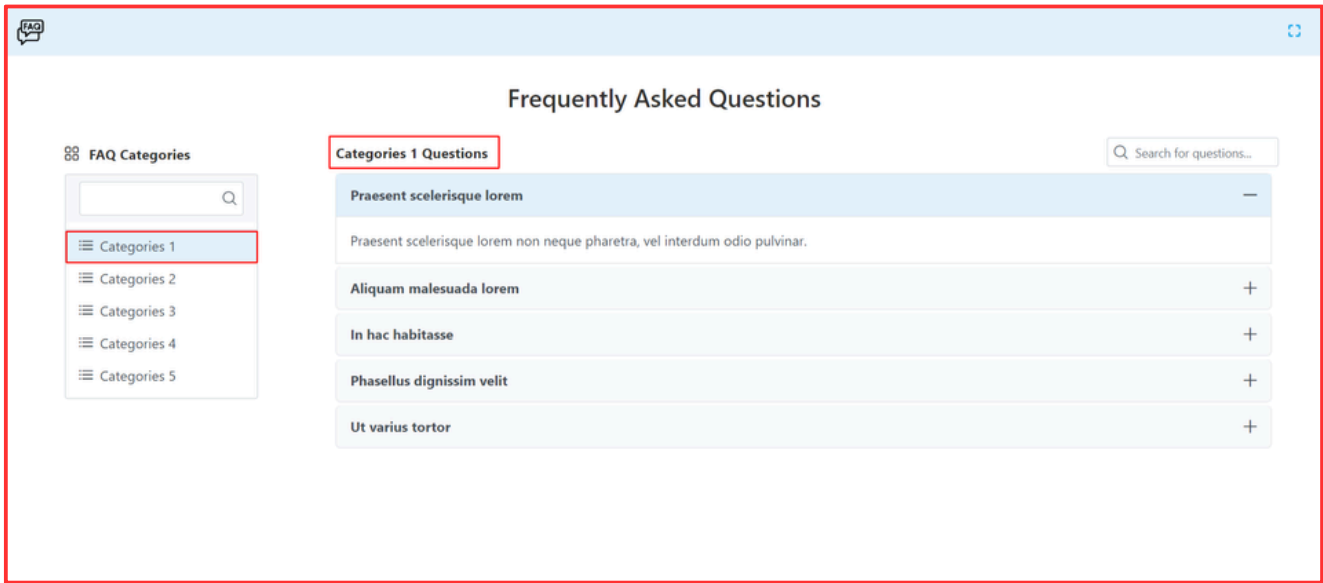 FAQ
Frequently Asked Questions
FAQ Categories
Categories 1
Categories 2
Categories 3
Categories 4
Categories 5
Categories 1 Questions
Search for questions...
Praesent scelerisque lorem
Praesent scelerisque lorem non neque pharetra, vel interdum odio pulvinar.
Aliquam malesuada lorem
In hac habitasse
Phasellus dignissim velit
Ut varius tortor